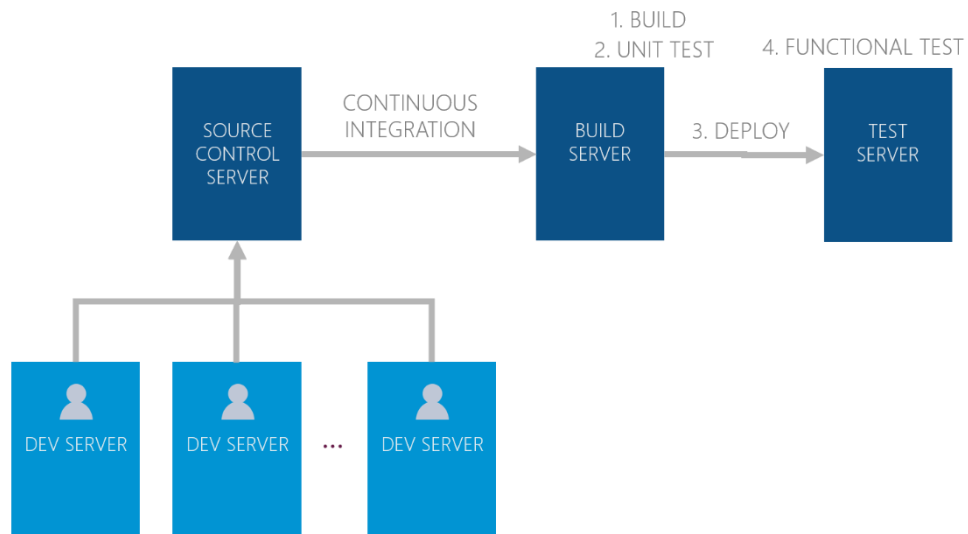 1. BUILD
2. UNIT TEST
4. FUNCTIONAL TEST
SOURCE
CONTROL
SERVER
CONTINUOUS
INTEGRATION
BUILD
SERVER
3. DEPLOY
TEST
SERVER
DEV SERVER
DEV SERVER
...
DEV SERVER